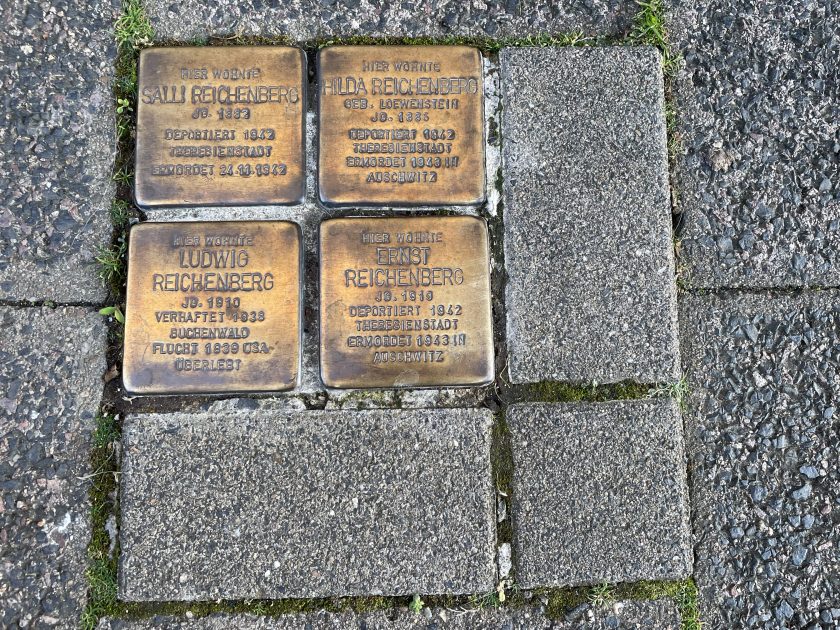 HIER WOHNTE
SALLI REICHENBERG
JG. 1882
DEPORTIERT 1942
THERESIENSTADT
ERMORDET 24.11.1942
HIER WOHNTE
HILDA REICHENBERG
GEB. LOEWENSTEIN
JG. 1885
DEPORTIERT 1942
THERESIENSTADT
ERMORDET 1943 IN
AUSCHWITZ
HIER WOHNTE
LUDWIG
REICHENBERG
JG. 1910
VERHAFTET 1938
BUCHENWALD
FLUCHT 1939 USA
ÜBERLEBT
HIER WOHNTE
ERNST
REICHENBERG
JG. 1919
DEPORTIERT 1942
THERESIENSTADT
ERMORDET 1943 IN
AUSCHWITZ